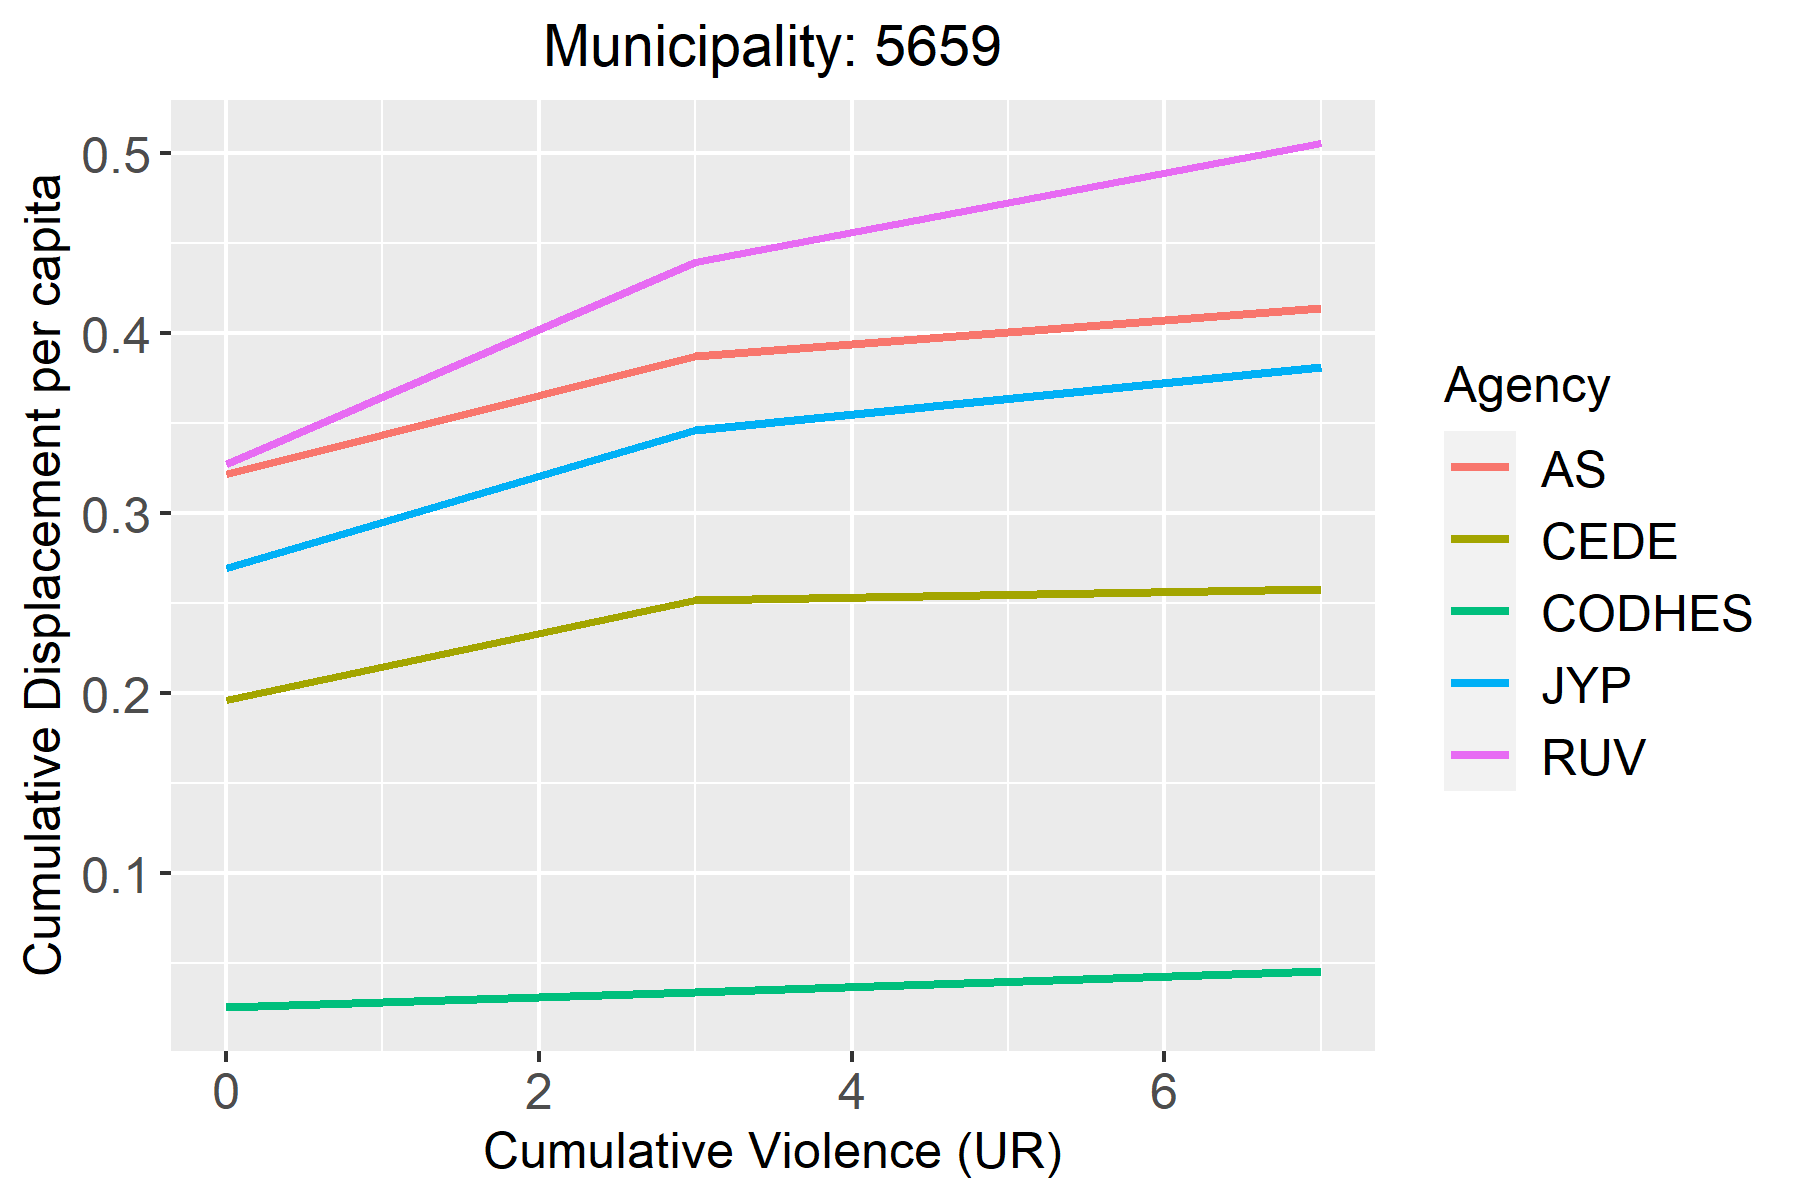 Municipality: 5659
Cumulative Displacement per capita
0.5
0.4
0.3
0.2
0.1
0 2 4 6
Cumulative Violence (UR)
Agency
AS
CEDE
CODHES
JYP
RUV